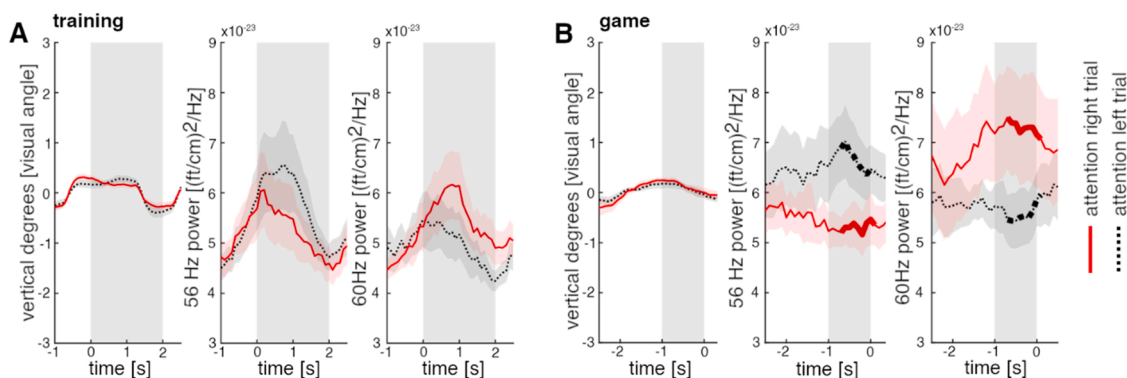 A training
vertical degrees [visual angle]
3
2
1
0
-1
-2
-3
-1 0 1 2
time [s]
x10-23
56 Hz power [(ft/cm)2/Hz]
9
8
7
6
5
4
-1 0 1 2
time [s]
x10-23
60Hz power [(ft/cm)2/Hz]
9
8
7
6
5
4
-1 0 1 2
time [s]
B game
vertical degrees [visual angle]
3
2
1
0
-1
-2
-3
-2 -1 0
time [s]
x10-23
56 Hz power [(ft/cm)2/Hz]
9
8
7
6
5
4
3
-2 -1 0
time [s]
x10-23
60Hz power [(ft/cm)2/Hz]
9
8
7
6
5
4
3
-2 -1 0
time [s]
attention right trial
attention left trial